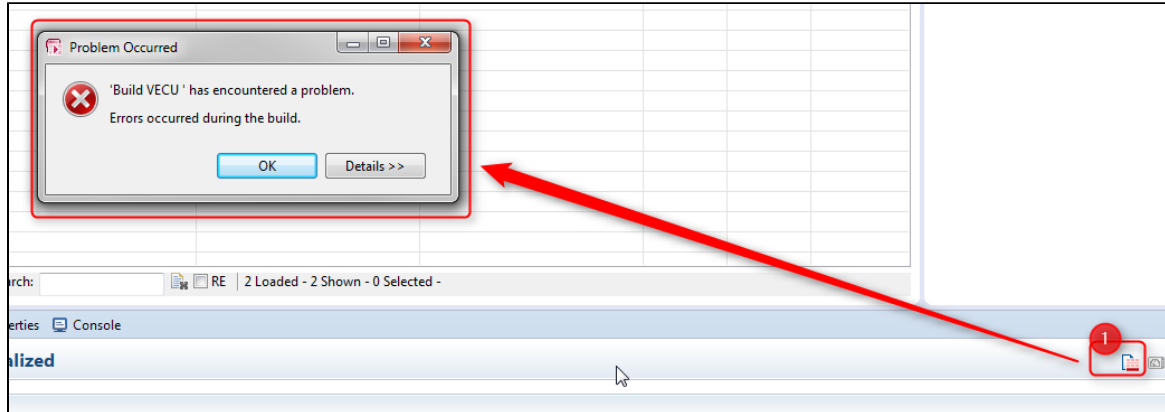 Problem Occurred
'Build VECU ' has encountered a problem.
Errors occurred during the build.
OK
Details >>
rch:
RE
2 Loaded - 2 Shown - 0 Selected -
erties
Console
1
alized